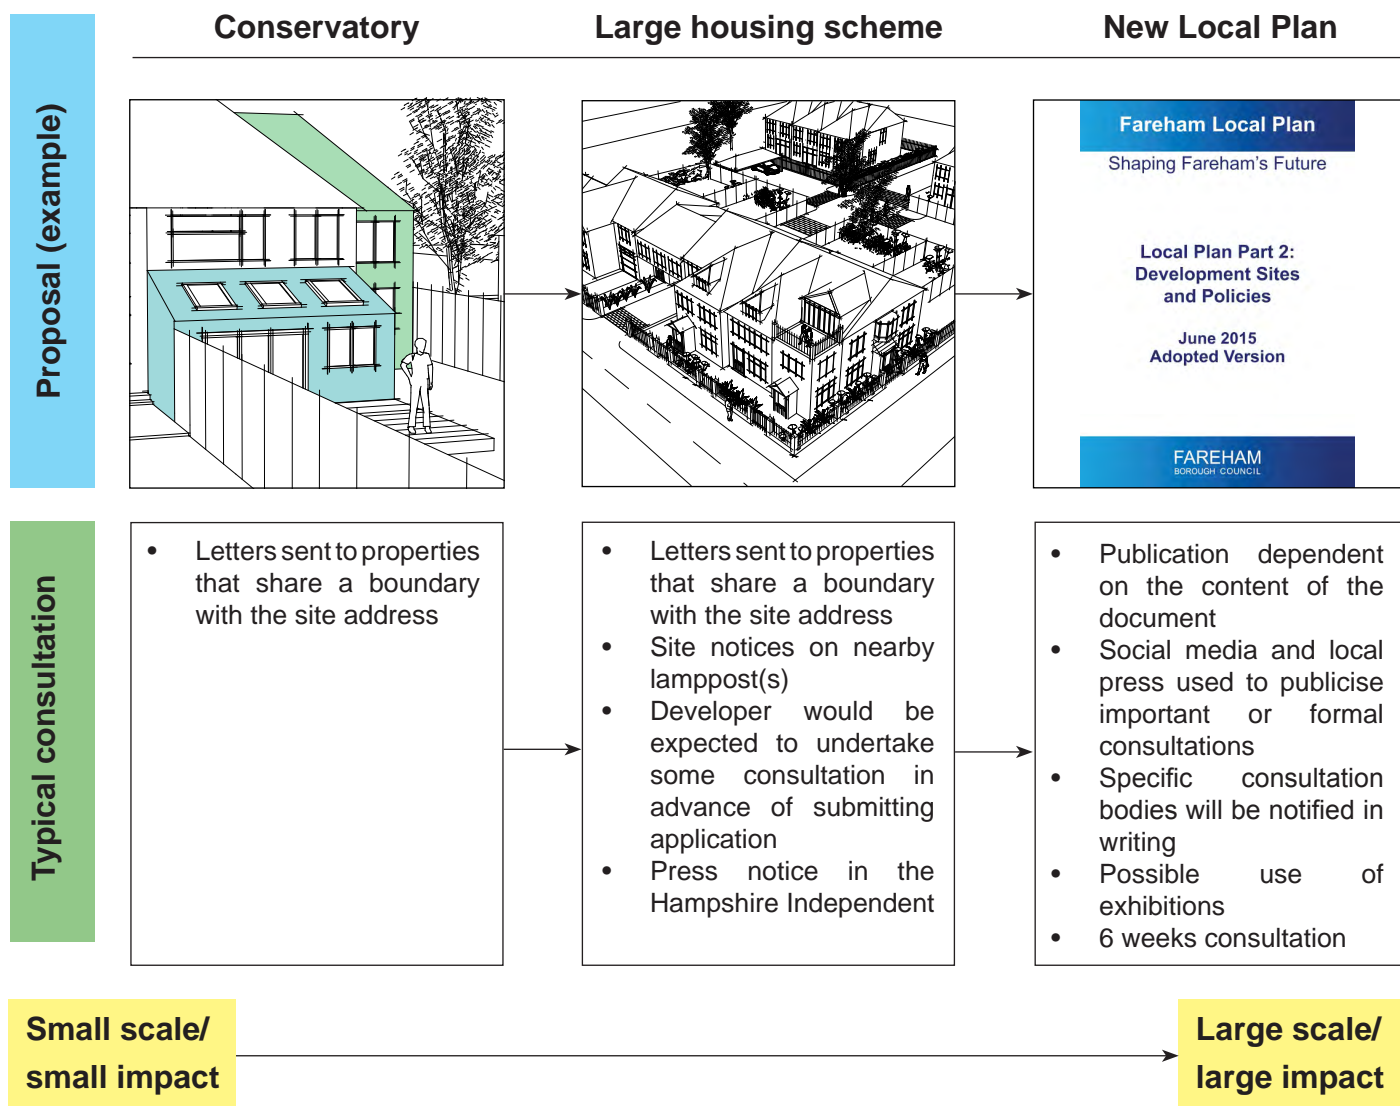 Conservatory
Large housing scheme
New Local Plan
Proposal (example)
Fareham Local Plan
Shaping Fareham's Future
Local Plan Part 2:
Development Sites
and Policies
June 2015
Adopted Version
FAREHAM
BOROUGH COUNCIL
Typical consultation
• Letters sent to properties
that share a boundary
with the site address
• Letters sent to properties
that share a boundary
with the site address
• Site notices on nearby
lamppost(s)
• Developer would be
expected to undertake
some consultation in
advance of submitting
application
• Press notice in the
Hampshire Independent
• Publication dependent
on the content of the
document
• Social media and local
press used to publicise
important or formal
consultations
• Specific consultation
bodies will be notified in
writing
• Possible use of
exhibitions
• 6 weeks consultation
Small scale/
small impact
Large scale/
large impact